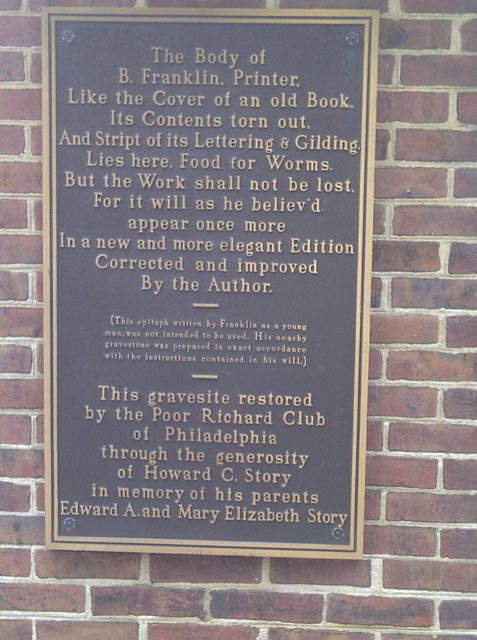 The Body of
B. Franklin, Printer,
Like the Cover of an old Book,
Its Contents torn out,
And Stript of its Lettering & Gilding,
Lies here, Food for Worms.
But the Work shall not be lost,
For it will as he believ'd
appear once more
In a new and more elegant Edition
Corrected and improved
By the Author.
(This epitaph written by Franklin as a young
man, was not intended to be used. His nearby
gravestone was prepared in exact accordance
with the instructions contained in his will.)
This gravesite restored
by the Poor Richard Club
of Philadelphia
through the generosity
of Howard C. Story
in memory of his parents
Edward A. and Mary Elizabeth Story